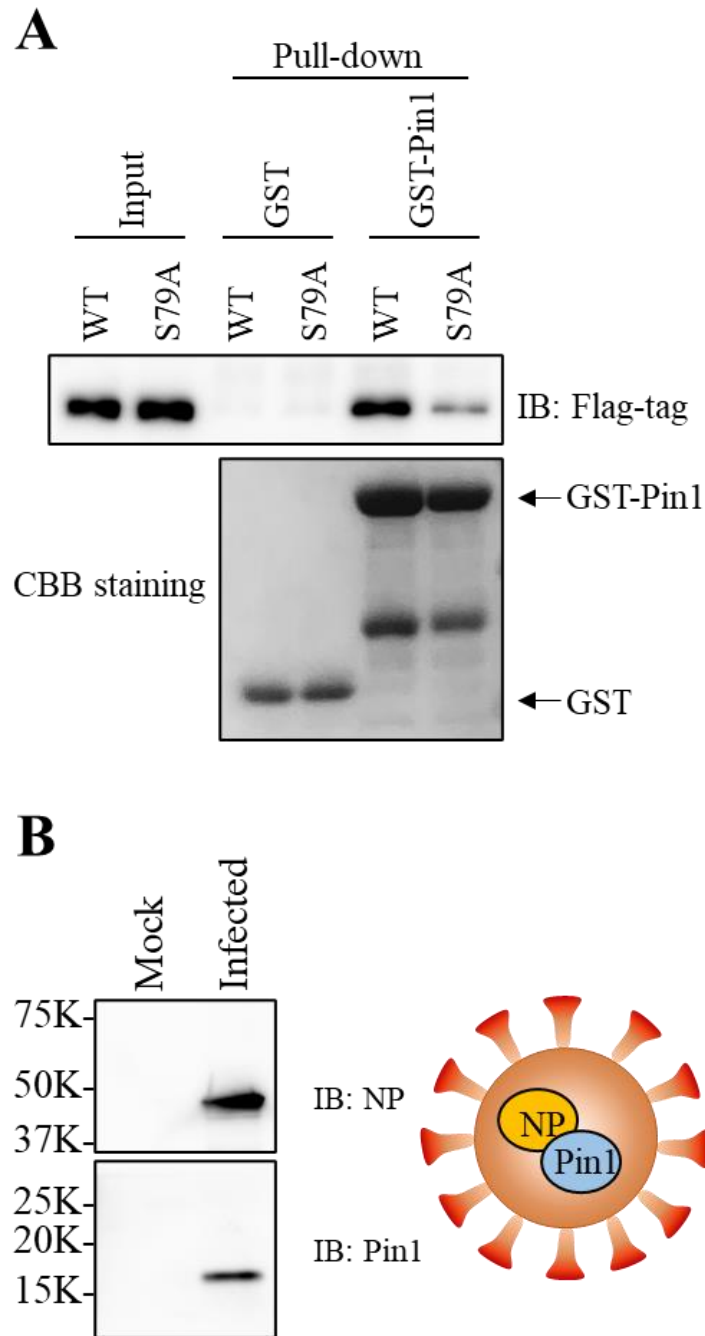 A
Pull-down
Input
GST
GST-Pin1
WT
S79A
WT
S79A
WT
S79A
IB: Flag-tag
GST-Pin1
CBB staining
GST
B
Mock
Infected
75K-
50K-
37K-
IB: NP
25K-
20K-
15K-
IB: Pin1
NP
Pin1